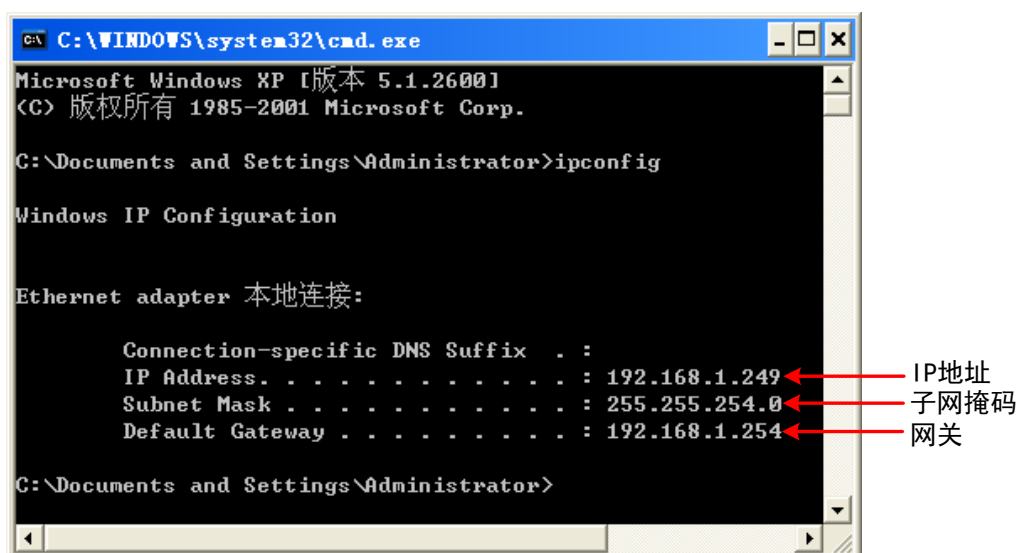 C:\WINDOWS\system32\cmd.exe
Microsoft Windows XP [版本 5.1.2600]
(C) 版权所有 1985-2001 Microsoft Corp.
C:\Documents and Settings\Administrator>ipconfig
Windows IP Configuration
Ethernet adapter 本地连接:
Connection-specific DNS Suffix . :
IP Address. . . . . . . . . . . . : 192.168.1.249 IP地址
Subnet Mask . . . . . . . . . . . : 255.255.254.0 子网掩码
Default Gateway . . . . . . . . . : 192.168.1.254 网关
C:\Documents and Settings\Administrator>